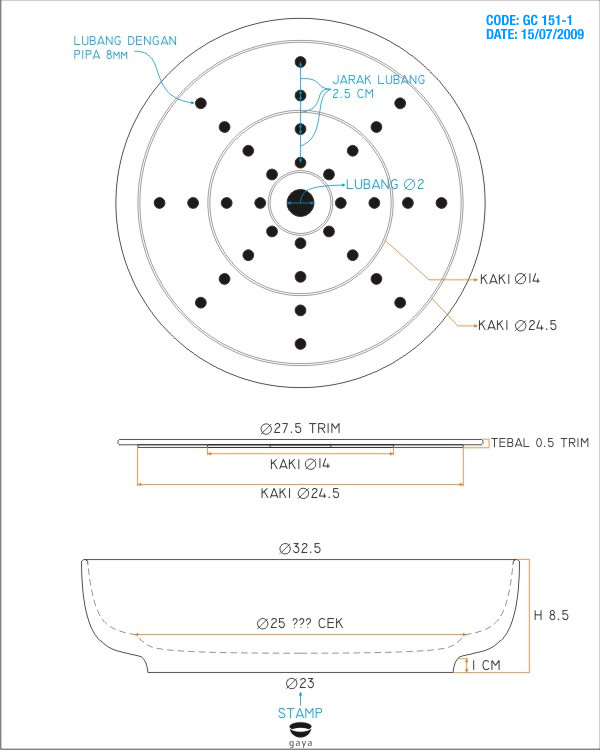 CODE: GC 151-1
DATE: 15/07/2009
LUBANG DENGAN
PIPA 8MM
JARAK LUBANG
2.5 CM
LUBANG ∅2
KAKI ∅14
KAKI ∅24.5
∅27.5 TRIM
TEBAL 0.5 TRIM
KAKI ∅14
KAKI ∅24.5
∅32.5
∅25 ??? CEK
H 8.5
1 CM
∅23
STAMP
gaya